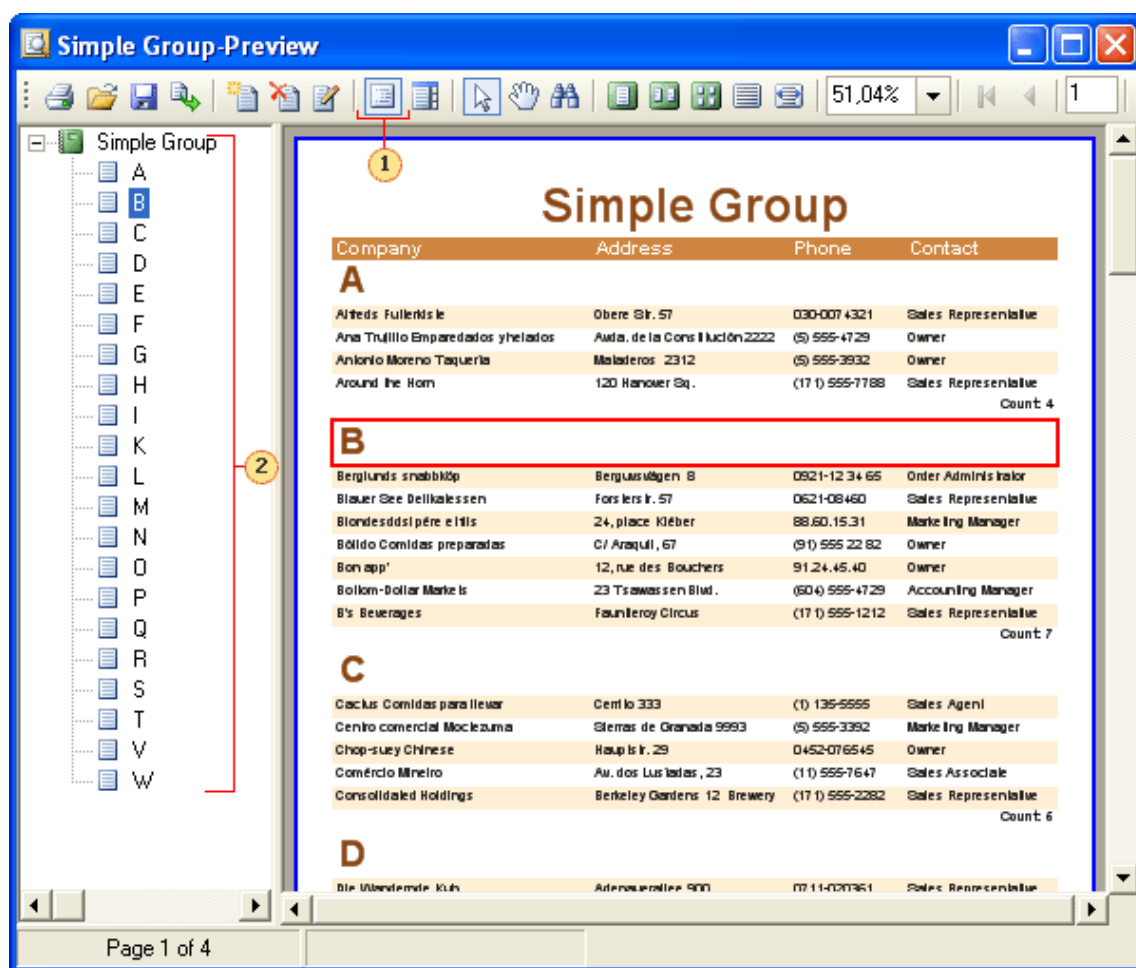 Simple Group-Preview
51,04% 1
Simple Group
A
B
C
D
E
F
G
H
I
K
L
M
N
O
P
Q
R
S
T
V
W
1
2
Simple Group
Company Address Phone Contact
A
Alfreds Futterkiste Obere Str. 57 030-0074321 Sales Representative
Ana Trujillo Emparedados y helados Avda. de la Constitución 2222 (5) 555-4729 Owner
Antonio Moreno Taquería Mataderos 2312 (5) 555-3932 Owner
Around the Horn 120 Hanover Sq. (171) 555-7788 Sales Representative
Count 4
B
Berglunds snabbköp Berguvsvägen 8 0921-12 34 65 Order Administrator
Blauer See Delikatessen Forsterstr. 57 0621-08460 Sales Representative
Blondesddsl père et fils 24, place Kléber 88.60.15.31 Marketing Manager
Bólido Comidas preparadas C/ Araquil, 67 (91) 555 22 82 Owner
Bon app' 12, rue des Bouchers 91.24.45.40 Owner
Bottom-Dollar Markets 23 Tsawassen Blvd. (604) 555-4729 Accounting Manager
B's Beverages Fauntleroy Circus (171) 555-1212 Sales Representative
Count 7
C
Cactus Comidas para llevar Cerrito 333 (1) 135-5555 Sales Agent
Centro comercial Moctezuma Sierras de Granada 9993 (5) 555-3392 Marketing Manager
Chop-suey Chinese Hauptstr. 29 0452-076545 Owner
Comércio Mineiro Av. dos Lusíadas, 23 (11) 555-7647 Sales Associate
Consolidated Holdings Berkeley Gardens 12 Brewery (171) 555-2282 Sales Representative
Count 6
D
Die Wandernde Kuh Adenauerallee 900 0711-020361 Sales Representative
Page 1 of 4